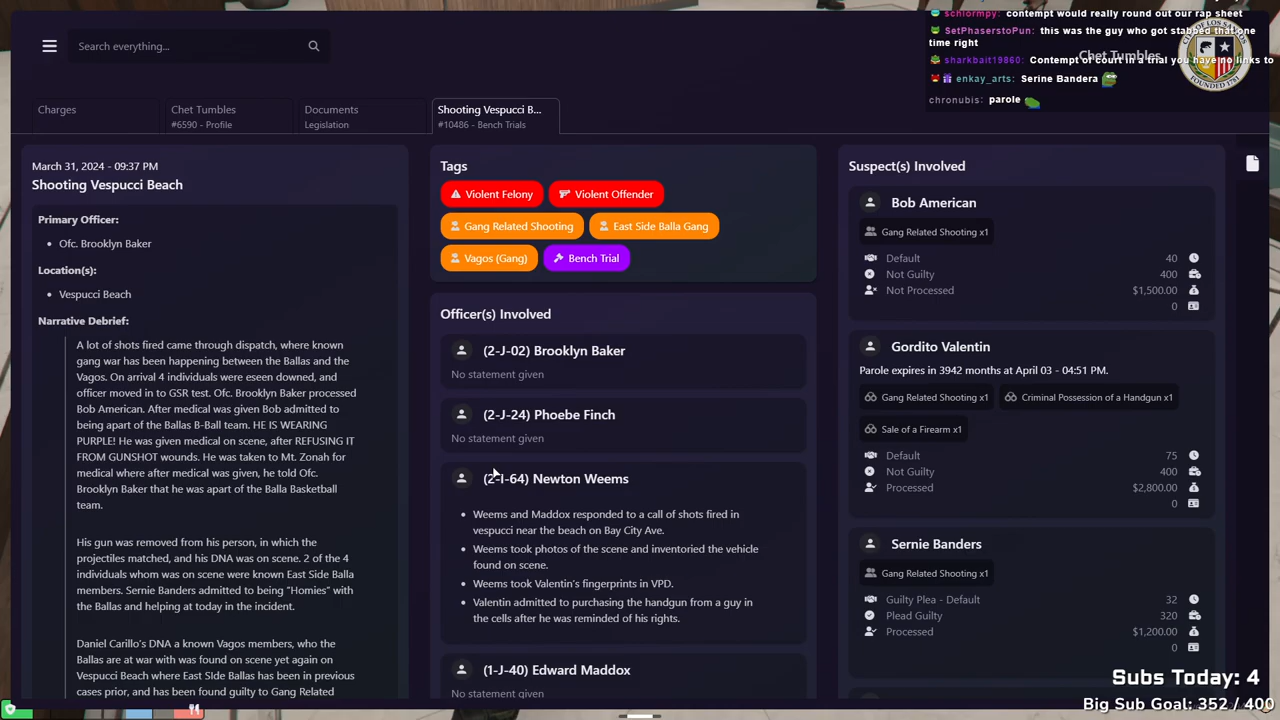 schlormpy: contempt would really round out our rap sheet
SetPhaserstoPun: this was the guy who got stabbed that one
time right
sharkbait19860: Contempt of court in a trial you have no links to
enkay_arts: Serine Bandera
chronubis: parole
Search everything...
Chet Tumbles
Charges
Chet Tumbles
#6590 - Profile
Documents
Legislation
Shooting Vespucci B...
#10486 - Bench Trials
March 31, 2024 - 09:37 PM
Shooting Vespucci Beach
Primary Officer:
Ofc. Brooklyn Baker
Location(s):
Vespucci Beach
Narrative Debrief:
A lot of shots fired came through dispatch, where known
gang war has been happening between the Ballas and the
Vagos. On arrival 4 individuals were eseen downed, and
officer moved in to GSR test. Ofc. Brooklyn Baker processed
Bob American. After medical was given Bob admitted to
being apart of the Ballas B-Ball team. HE IS WEARING
PURPLE! He was given medical on scene, after REFUSING IT
FROM GUNSHOT wounds. He was taken to Mt. Zonah for
medical where after medical was given, he told Ofc.
Brooklyn Baker that he was apart of the Balla Basketball
team.
His gun was removed from his person, in which the
projectiles matched, and his DNA was on scene. 2 of the 4
individuals whom was on scene were known East Side Balla
members. Sernie Banders admitted to being "Homies" with
the Ballas and helping at today in the incident.
Daniel Carillo's DNA a known Vagos members, who the
Ballas are at war with was found on scene yet again on
Vespucci Beach where East SIde Ballas has been in previous
cases prior, and has been found guilty to Gang Related
Tags
Violent Felony
Violent Offender
Gang Related Shooting
East Side Balla Gang
Vagos (Gang)
Bench Trial
Officer(s) Involved
(2-J-02) Brooklyn Baker
No statement given
(2-J-24) Phoebe Finch
No statement given
(2-I-64) Newton Weems
Weems and Maddox responded to a call of shots fired in
vespucci near the beach on Bay City Ave.
Weems took photos of the scene and inventoried the vehicle
found on scene.
Weems took Valentin's fingerprints in VPD.
Valentin admitted to purchasing the handgun from a guy in
the cells after he was reminded of his rights.
(1-J-40) Edward Maddox
No statement given
Suspect(s) Involved
Bob American
Gang Related Shooting x1
Default 40
Not Guilty 400
Not Processed $1,500.00
0
Gordito Valentin
Parole expires in 3942 months at April 03 - 04:51 PM.
Gang Related Shooting x1
Criminal Possession of a Handgun x1
Sale of a Firearm x1
Default 75
Not Guilty 400
Processed $2,800.00
0
Sernie Banders
Gang Related Shooting x1
Guilty Plea - Default 32
Plead Guilty 320
Processed $1,200.00
0
Subs Today: 4
Big Sub Goal: 352 / 400